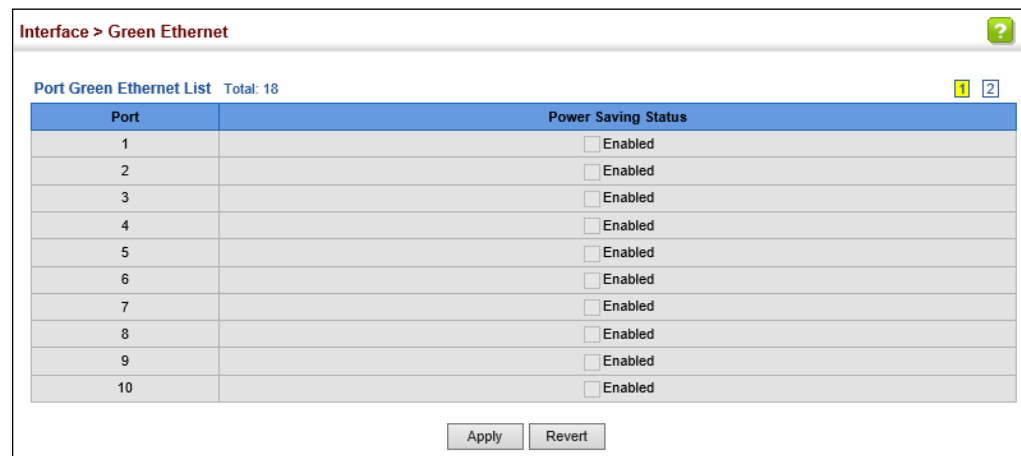 Interface > Green Ethernet
?
Port Green Ethernet List Total: 18 1 2
Port Power Saving Status
1 Enabled
2 Enabled
3 Enabled
4 Enabled
5 Enabled
6 Enabled
7 Enabled
8 Enabled
9 Enabled
10 Enabled
Apply Revert